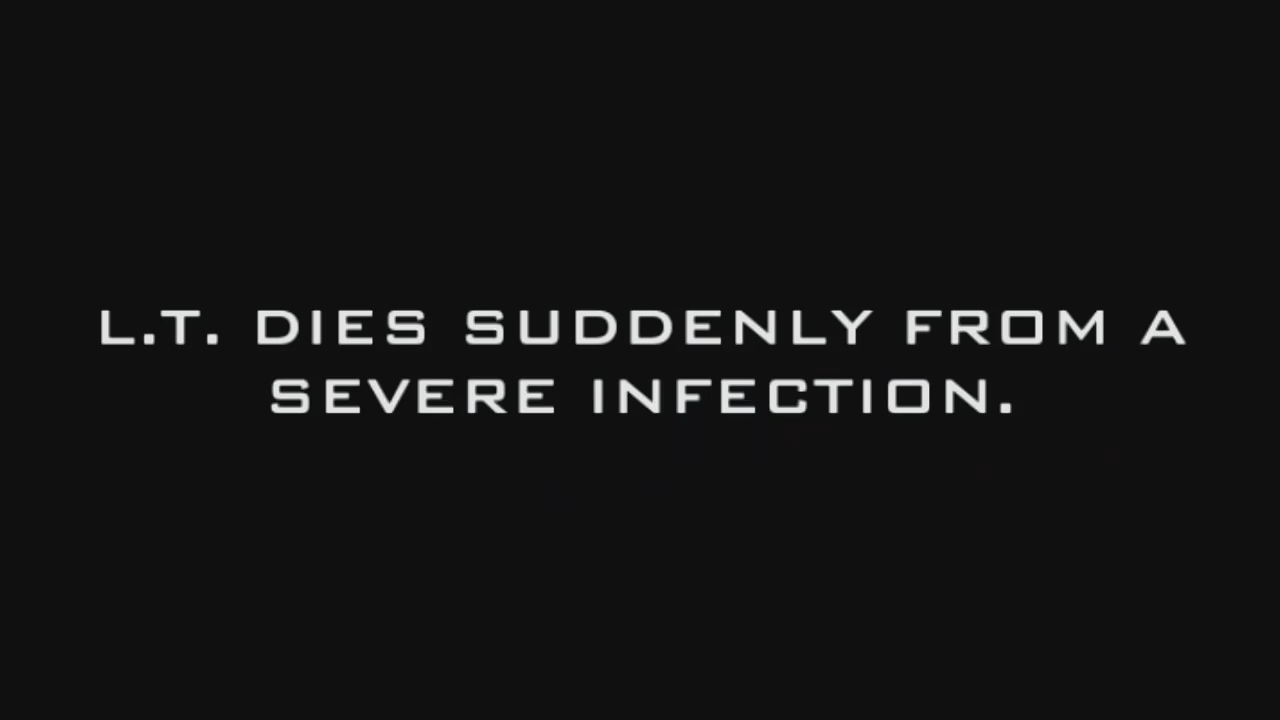 L.T. DIES SUDDENLY FROM A
SEVERE INFECTION.